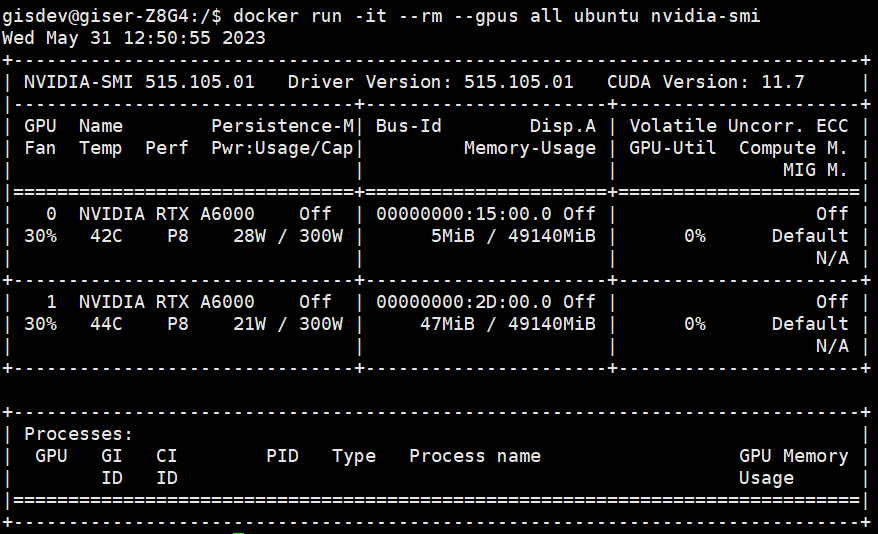 gisdev@giser-Z8G4:/$ docker run -it --rm --gpus all ubuntu nvidia-smi
Wed May 31 12:50:55 2023
+-----------------------------------------------------------------------------+
| NVIDIA-SMI 515.105.01   Driver Version: 515.105.01   CUDA Version: 11.7     |
|-------------------------------+----------------------+----------------------+
| GPU  Name        Persistence-M| Bus-Id        Disp.A | Volatile Uncorr. ECC |
| Fan  Temp  Perf  Pwr:Usage/Cap|         Memory-Usage | GPU-Util  Compute M. |
|                               |                      |               MIG M. |
|===============================+======================+======================|
|   0  NVIDIA RTX A6000    Off  | 00000000:15:00.0 Off |                  Off |
| 30%   42C    P8    28W / 300W |      5MiB / 49140MiB |      0%      Default |
|                               |                      |                  N/A |
+-------------------------------+----------------------+----------------------+
|   1  NVIDIA RTX A6000    Off  | 00000000:2D:00.0 Off |                  Off |
| 30%   44C    P8    21W / 300W |     47MiB / 49140MiB |      0%      Default |
|                               |                      |                  N/A |
+-------------------------------+----------------------+----------------------+

+-----------------------------------------------------------------------------+
| Processes:                                                                  |
|  GPU   GI   CI        PID   Type   Process name                  GPU Memory |
|        ID   ID                                                   Usage      |
|=============================================================================|
+-----------------------------------------------------------------------------+